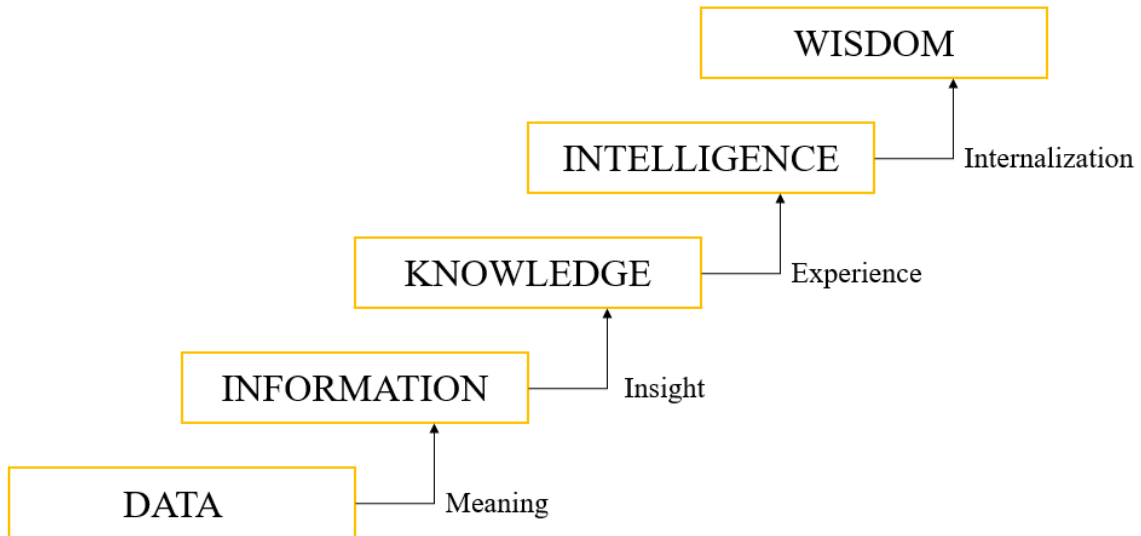 WISDOM
INTELLIGENCE
Internalization
KNOWLEDGE
Experience
INFORMATION
Insight
DATA
Meaning